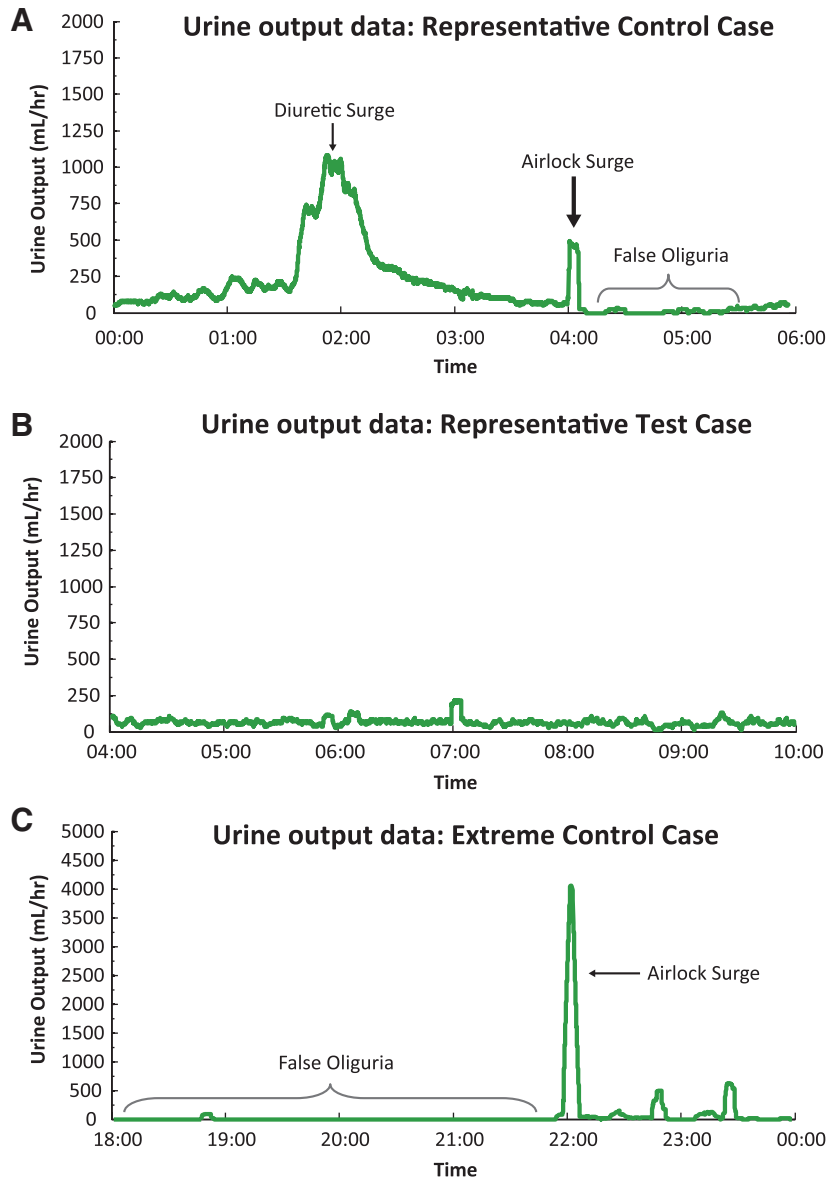 A
Urine output data: Representative Control Case
2000
1750
1500
1250
1000
750
500
250
0
Urine Output (mL/hr)
Diuretic Surge
Airlock Surge
False Oliguria
00:00 01:00 02:00 03:00 04:00 05:00 06:00
Time
B
Urine output data: Representative Test Case
2000
1750
1500
1250
1000
750
500
250
0
Urine Output (mL/hr)
04:00 05:00 06:00 07:00 08:00 09:00 10:00
Time
C
Urine output data: Extreme Control Case
5000
4500
4000
3500
3000
2500
2000
1500
1000
500
0
Urine Output (mL/hr)
Airlock Surge
False Oliguria
18:00 19:00 20:00 21:00 22:00 23:00 00:00
Time